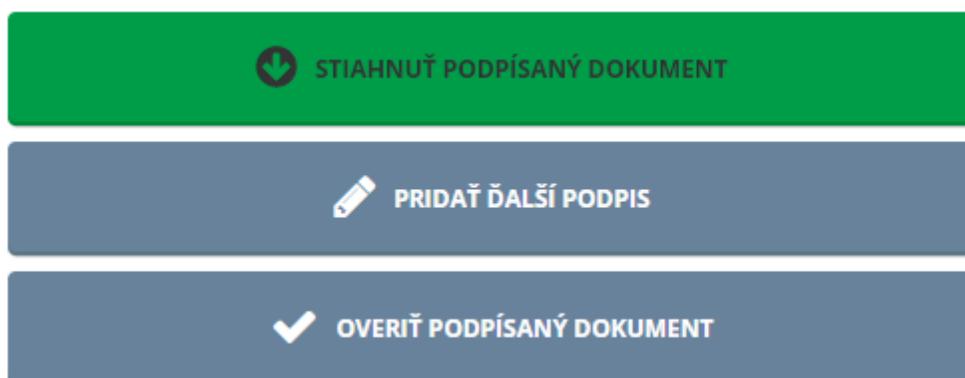 STIAHNUŤ PODPÍSANÝ DOKUMENT
PRIDAŤ ĎALŠÍ PODPIS
OVERIŤ PODPÍSANÝ DOKUMENT